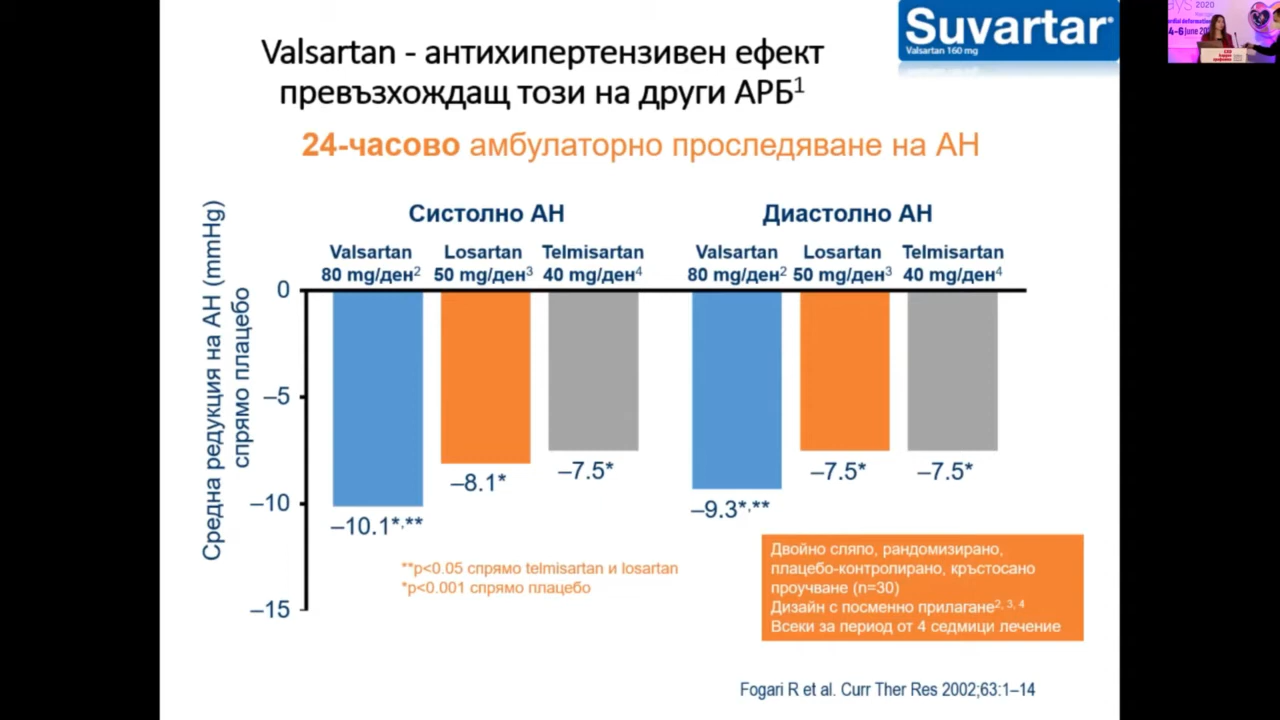 Suvartar®
Valsartan 160 mg
2020
4-6 June
Valsartan - антихипертензивен ефект
превъзхождащ този на други АРБ1
24-часово амбулаторно проследяване на АН
Средна редукция на АН (mmHg)
спрямо плацебо
Систолно АН
Диастолно АН
Valsartan
80 mg/ден2
Losartan
50 mg/ден3
Telmisartan
40 mg/ден4
Valsartan
80 mg/ден2
Losartan
50 mg/ден3
Telmisartan
40 mg/ден4
0
–5
–10
–15
–10.1*,**
–8.1*
–7.5*
–9.3*,**
–7.5*
–7.5*
**p<0.05 спрямо telmisartan и losartan
*p<0.001 спрямо плацебо
Двойно сляпо, рандомизирано,
плацебо-контролирано, кръстосано
проучване (n=30)
Дизайн с посменно прилагане2, 3, 4
Всеки за период от 4 седмици лечение
Fogari R et al. Curr Ther Res 2002;63:1–14